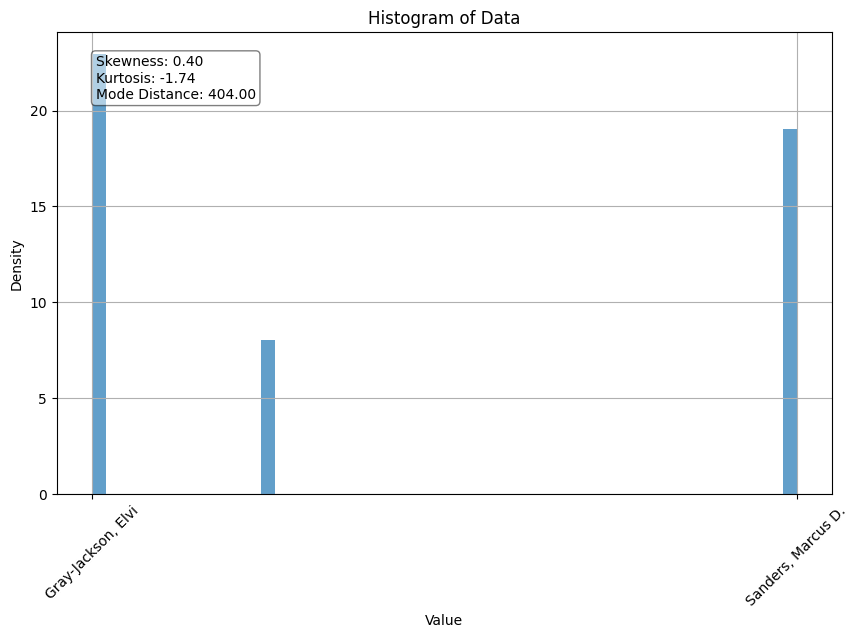 Histogram of Data
Skewness: 0.40
Kurtosis: -1.74
Mode Distance: 404.00
20
15
10
5
0
Density
Gray-Jackson, Elvi
Sanders, Marcus D.
Value